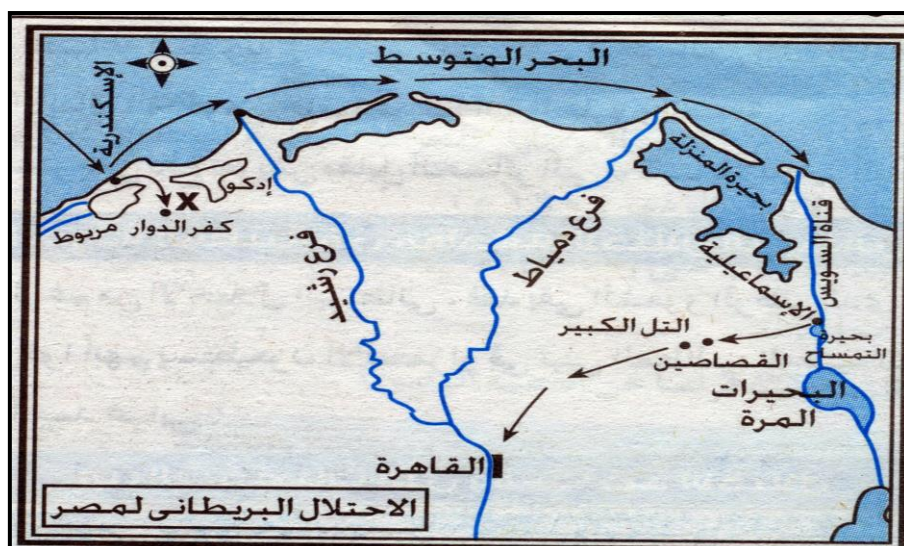 البحر المتوسط
الإسكندرية
إدكو
X
كفر الدوار
مريوط
فرع رشيد
فرع دمياط
بحيرة المنزلة
قناة السويس
الإسماعيلية
بحيرة
التمساح
التل الكبير
القصاصين
البحيرات
المرة
القاهرة
الاحتلال البريطانى لمصر